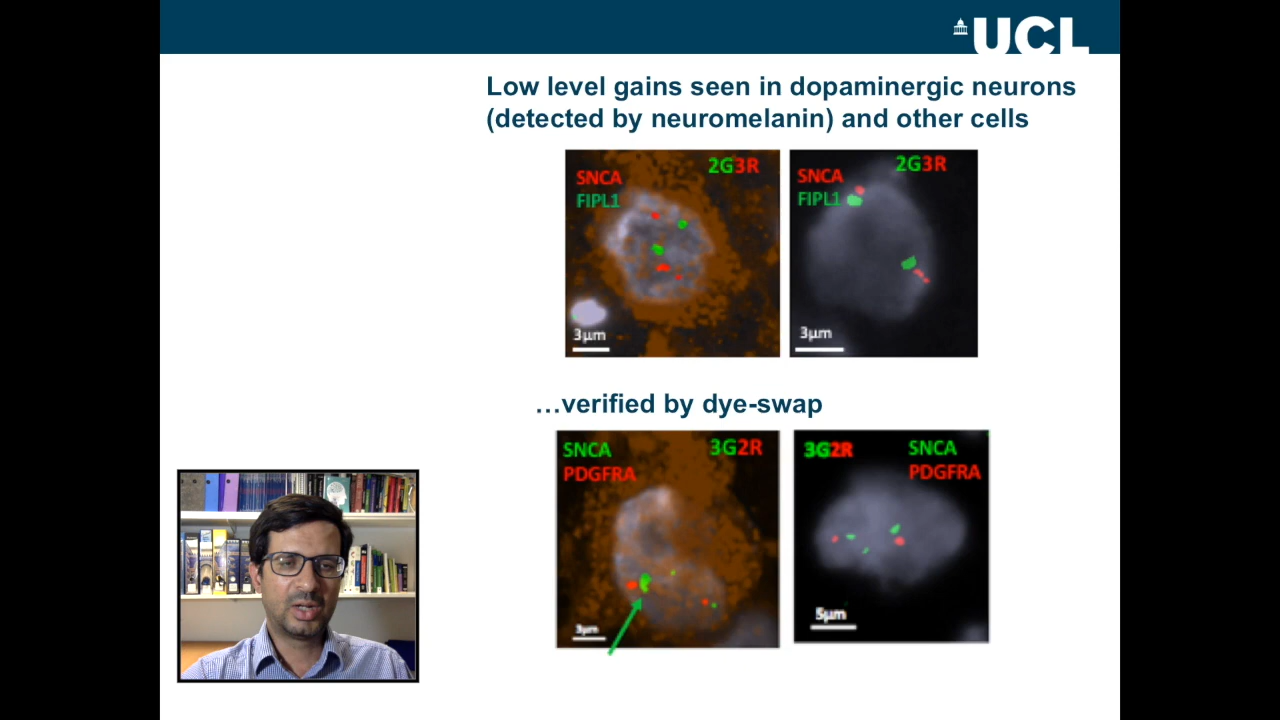 UCL
Low level gains seen in dopaminergic neurons
(detected by neuromelanin) and other cells
SNCA 2G3R
FIPL1
3μm
SNCA 2G3R
FIPL1
3μm
…verified by dye-swap
SNCA 3G2R
PDGFRA
3μm
3G2R SNCA
PDGFRA
5μm